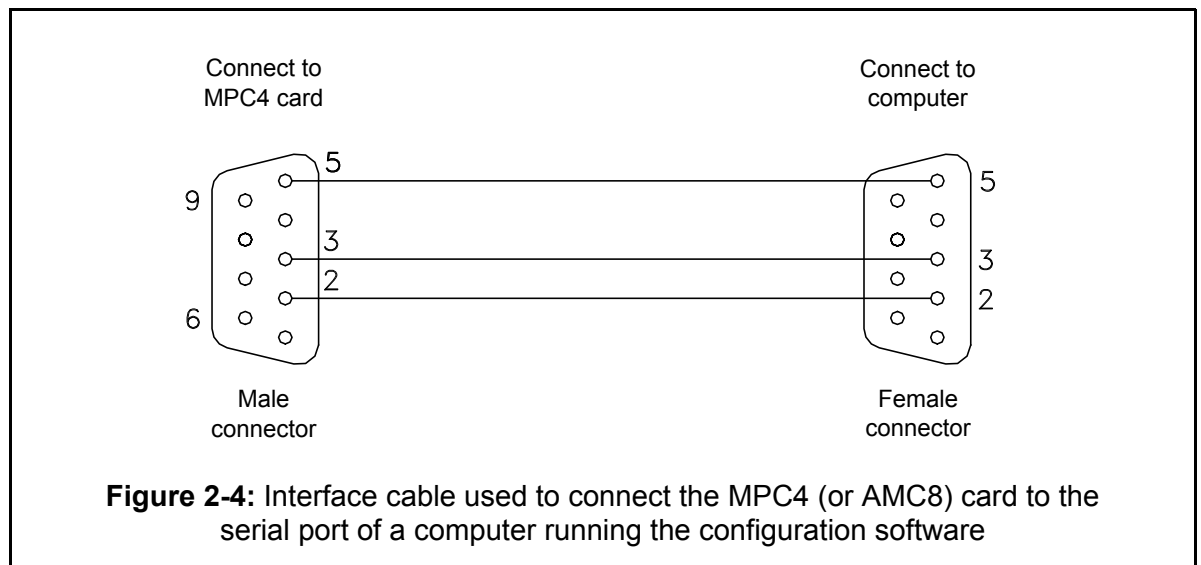 Connect to
MPC4 card
Connect to
computer
5
9
3
2
6
5
3
2
Male
connector
Female
connector
Figure 2-4: Interface cable used to connect the MPC4 (or AMC8) card to the
serial port of a computer running the configuration software